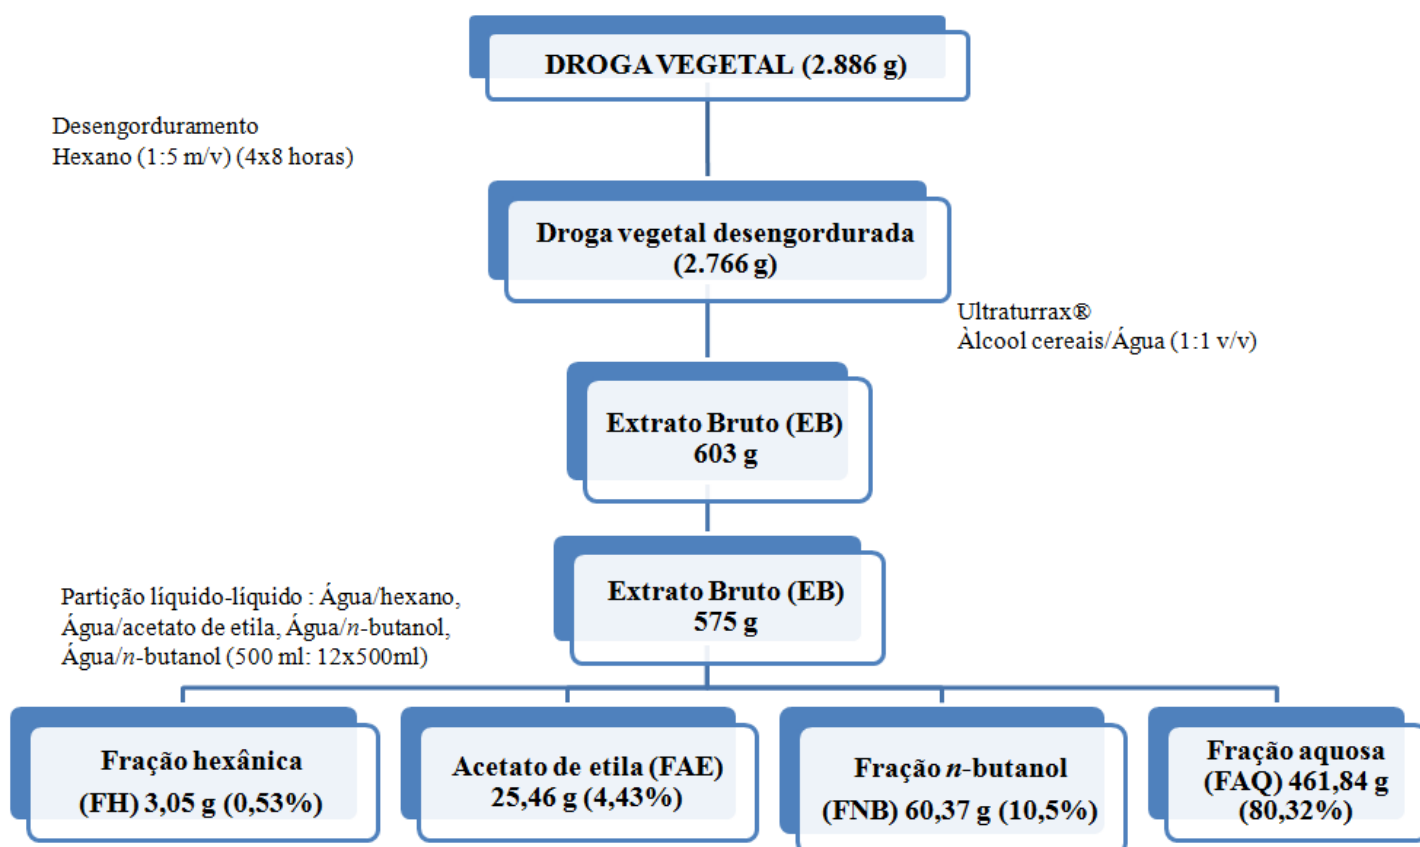 DROGA VEGETAL (2.886 g)
Desengorduramento
Hexano (1:5 m/v) (4x8 horas)
Droga vegetal desengordurada
(2.766 g)
Ultraturrax®
Àlcool cereais/Água (1:1 v/v)
Extrato Bruto (EB)
603 g
Extrato Bruto (EB)
575 g
Partição líquido-líquido : Água/hexano,
Água/acetato de etila, Água/n-butanol,
Água/n-butanol (500 ml: 12x500ml)
Fração hexânica
(FH) 3,05 g (0,53%)
Acetato de etila (FAE)
25,46 g (4,43%)
Fração n-butanol
(FNB) 60,37 g (10,5%)
Fração aquosa
(FAQ) 461,84 g
(80,32%)